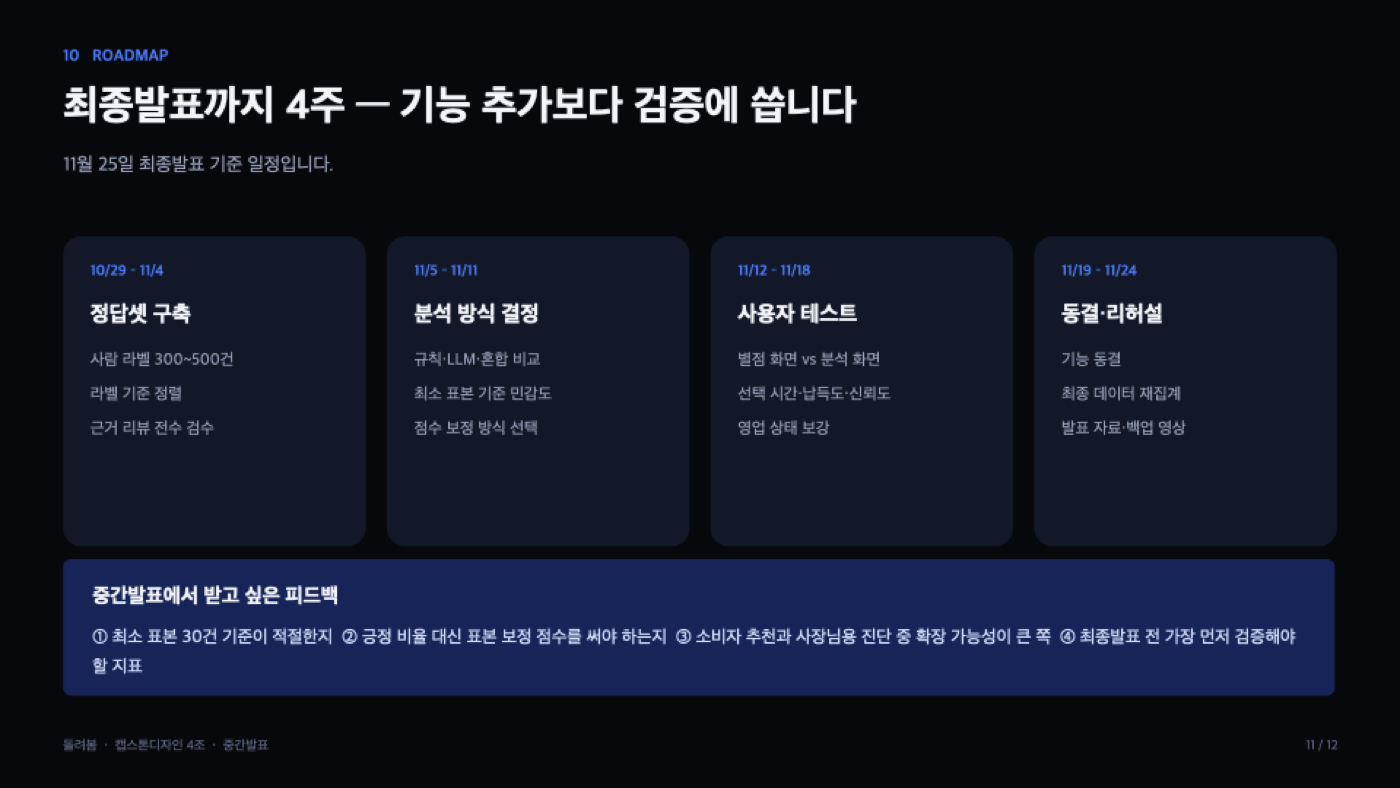 10 ROADMAP
최종발표까지 4주 — 기능 추가보다 검증에 씁니다
11월 25일 최종발표 기준 일정입니다.
10/29 - 11/4
정답셋 구축
사람 라벨 300~500건
라벨 기준 정렬
근거 리뷰 전수 검수
11/5 - 11/11
분석 방식 결정
규칙·LLM·혼합 비교
최소 표본 기준 민감도
점수 보정 방식 선택
11/12 - 11/18
사용자 테스트
별점 화면 vs 분석 화면
선택 시간·납득도·신뢰도
영업 상태 보강
11/19 - 11/24
동결·리허설
기능 동결
최종 데이터 재집계
발표 자료·백업 영상
중간발표에서 받고 싶은 피드백
① 최소 표본 30건 기준이 적절한지 ② 긍정 비율 대신 표본 보정 점수를 써야 하는지 ③ 소비자 추천과 사장님용 진단 중 확장 가능성이 큰 쪽 ④ 최종발표 전 가장 먼저 검증해야
할 지표
돌려봄 · 캡스톤디자인 4조 · 중간발표
11 / 12